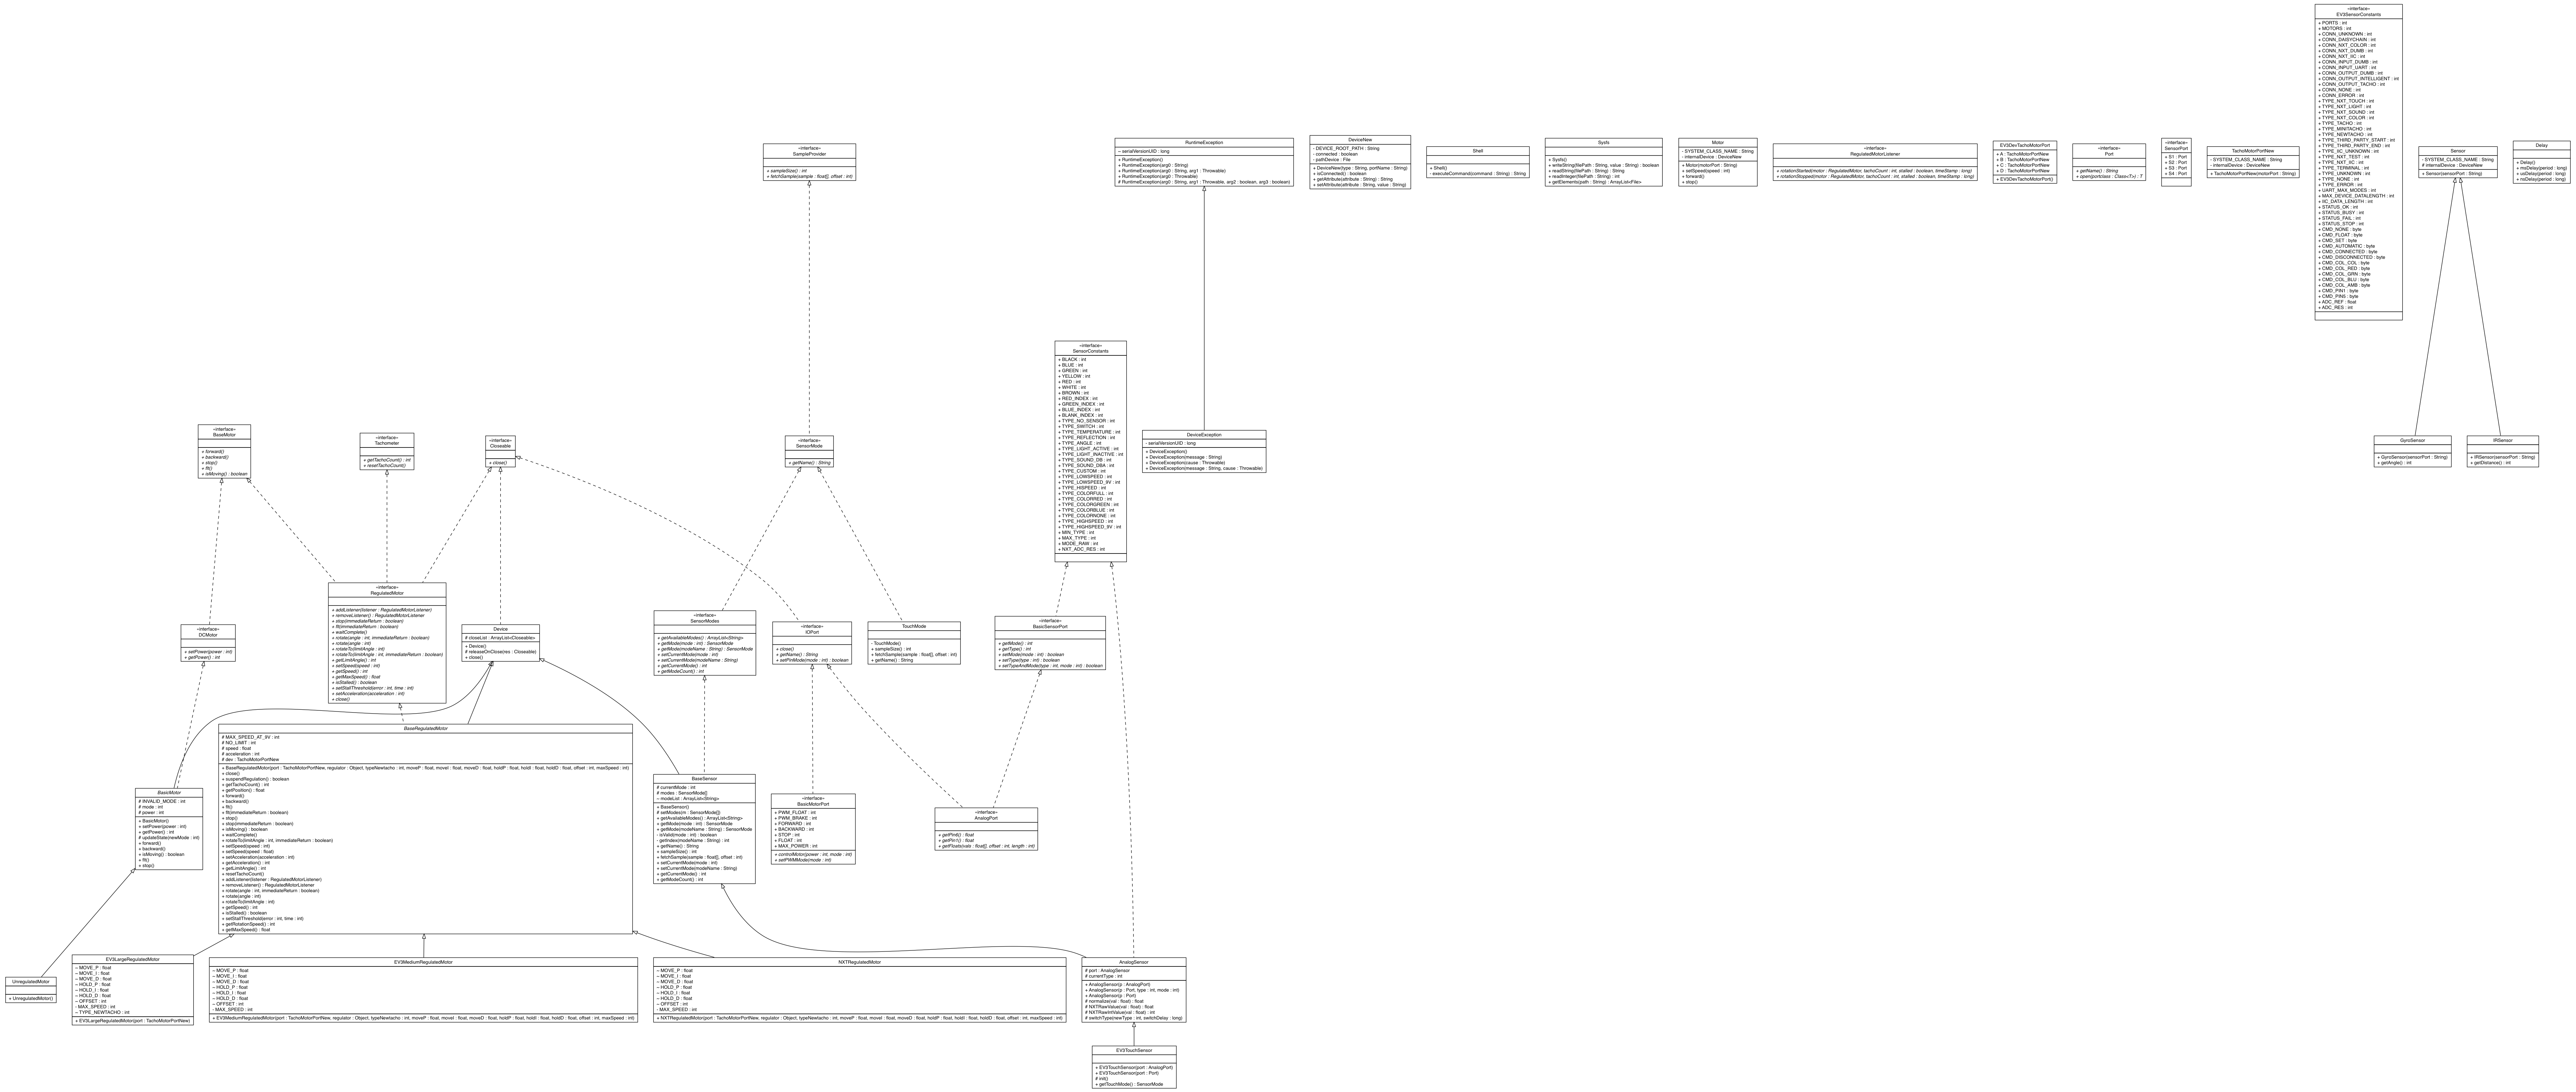 «interface»
EV3SensorConstants
+ PORTS : int
+ MOTORS : int
+ CONN_UNKNOWN : int
+ CONN_DAISYCHAIN : int
+ CONN_NXT_COLOR : int
+ CONN_NXT_DUMB : int
+ CONN_NXT_IIC : int
+ CONN_INPUT_DUMB : int
+ CONN_INPUT_UART : int
+ CONN_OUTPUT_DUMB : int
+ CONN_OUTPUT_INTELLIGENT : int
+ CONN_OUTPUT_TACHO : int
+ CONN_NONE : int
+ CONN_ERROR : int
+ TYPE_NXT_TOUCH : int
+ TYPE_NXT_LIGHT : int
+ TYPE_NXT_SOUND : int
+ TYPE_NXT_COLOR : int
+ TYPE_TACHO : int
+ TYPE_MINITACHO : int
+ TYPE_NEWTACHO : int
+ TYPE_THIRD_PARTY_START : int
+ TYPE_THIRD_PARTY_END : int
+ TYPE_IIC_UNKNOWN : int
+ TYPE_NXT_TEST : int
+ TYPE_NXT_IIC : int
+ TYPE_TERMINAL : int
+ TYPE_UNKNOWN : int
+ TYPE_NONE : int
+ TYPE_ERROR : int
+ UART_MAX_MODES : int
+ MAX_DEVICE_DATALENGTH : int
+ IIC_DATA_LENGTH : int
+ STATUS_OK : int
+ STATUS_BUSY : int
+ STATUS_FAIL : int
+ STATUS_STOP : int
+ CMD_NONE : byte
+ CMD_FLOAT : byte
+ CMD_SET : byte
+ CMD_AUTOMATIC : byte
+ CMD_CONNECTED : byte
+ CMD_DISCONNECTED : byte
+ CMD_COL_COL : byte
+ CMD_COL_RED : byte
+ CMD_COL_GRN : byte
+ CMD_COL_BLU : byte
+ CMD_COL_AMB : byte
+ CMD_PIN1 : byte
+ CMD_PIN5 : byte
+ ADC_REF : float
+ ADC_RES : int
«interface»
SampleProvider
+ sampleSize() : int
+ fetchSample(sample : float[], offset : int)
RuntimeException
~ serialVersionUID : long
+ RuntimeException()
+ RuntimeException(arg0 : String)
+ RuntimeException(arg0 : String, arg1 : Throwable)
+ RuntimeException(arg0 : Throwable)
# RuntimeException(arg0 : String, arg1 : Throwable, arg2 : boolean, arg3 : boolean)
DeviceNew
- DEVICE_ROOT_PATH : String
- connected : boolean
- pathDevice : File
+ DeviceNew(type : String, portName : String)
+ isConnected() : boolean
+ getAttribute(attribute : String) : String
+ setAttribute(attribute : String, value : String)
Shell
+ Shell()
- executeCommand(command : String) : String
Sysfs
+ Sysfs()
+ writeString(filePath : String, value : String) : boolean
+ readString(filePath : String) : String
+ readInteger(filePath : String) : int
+ getElements(path : String) : ArrayList<File>
Motor
- SYSTEM_CLASS_NAME : String
- internalDevice : DeviceNew
+ Motor(motorPort : String)
+ setSpeed(speed : int)
+ forward()
+ stop()
«interface»
RegulatedMotorListener
+ rotationStarted(motor : RegulatedMotor, tachoCount : int, stalled : boolean, timeStamp : long)
+ rotationStopped(motor : RegulatedMotor, tachoCount : int, stalled : boolean, timeStamp : long)
EV3DevTachoMotorPort
+ A : TachoMotorPortNew
+ B : TachoMotorPortNew
+ C : TachoMotorPortNew
+ D : TachoMotorPortNew
+ EV3DevTachoMotorPort()
«interface»
Port
+ getName() : String
+ open(portclass : Class<T>) : T
«interface»
SensorPort
+ S1 : Port
+ S2 : Port
+ S3 : Port
+ S4 : Port
TachoMotorPortNew
- SYSTEM_CLASS_NAME : String
- internalDevice : DeviceNew
+ TachoMotorPortNew(motorPort : String)
Sensor
- SYSTEM_CLASS_NAME : String
# internalDevice : DeviceNew
+ Sensor(sensorPort : String)
Delay
+ Delay()
+ msDelay(period : long)
+ usDelay(period : long)
+ nsDelay(period : long)
«interface»
SensorConstants
+ BLACK : int
+ BLUE : int
+ GREEN : int
+ YELLOW : int
+ RED : int
+ WHITE : int
+ BROWN : int
+ RED_INDEX : int
+ GREEN_INDEX : int
+ BLUE_INDEX : int
+ BLANK_INDEX : int
+ TYPE_NO_SENSOR : int
+ TYPE_SWITCH : int
+ TYPE_TEMPERATURE : int
+ TYPE_REFLECTION : int
+ TYPE_ANGLE : int
+ TYPE_LIGHT_ACTIVE : int
+ TYPE_LIGHT_INACTIVE : int
+ TYPE_SOUND_DB : int
+ TYPE_SOUND_DBA : int
+ TYPE_CUSTOM : int
+ TYPE_LOWSPEED : int
+ TYPE_LOWSPEED_9V : int
+ TYPE_HISPEED : int
+ TYPE_COLORFULL : int
+ TYPE_COLORRED : int
+ TYPE_COLORGREEN : int
+ TYPE_COLORBLUE : int
+ TYPE_COLORNONE : int
+ TYPE_HIGHSPEED : int
+ TYPE_HIGHSPEED_9V : int
+ MIN_TYPE : int
+ MAX_TYPE : int
+ MODE_RAW : int
+ NXT_ADC_RES : int
«interface»
BaseMotor
+ forward()
+ backward()
+ stop()
+ flt()
+ isMoving() : boolean
«interface»
Tachometer
+ getTachoCount() : int
+ resetTachoCount()
«interface»
Closeable
+ close()
«interface»
SensorMode
+ getName() : String
DeviceException
- serialVersionUID : long
+ DeviceException()
+ DeviceException(message : String)
+ DeviceException(cause : Throwable)
+ DeviceException(message : String, cause : Throwable)
GyroSensor
+ GyroSensor(sensorPort : String)
+ getAngle() : int
IRSensor
+ IRSensor(sensorPort : String)
+ getDistance() : int
«interface»
DCMotor
+ setPower(power : int)
+ getPower() : int
«interface»
RegulatedMotor
+ addListener(listener : RegulatedMotorListener)
+ removeListener() : RegulatedMotorListener
+ stop(immediateReturn : boolean)
+ flt(immediateReturn : boolean)
+ waitComplete()
+ rotate(angle : int, immediateReturn : boolean)
+ rotate(angle : int)
+ rotateTo(limitAngle : int)
+ rotateTo(limitAngle : int, immediateReturn : boolean)
+ getLimitAngle() : int
+ setSpeed(speed : int)
+ getSpeed() : int
+ getMaxSpeed() : float
+ isStalled() : boolean
+ setStallThreshold(error : int, time : int)
+ setAcceleration(acceleration : int)
+ close()
Device
# closeList : ArrayList<Closeable>
+ Device()
# releaseOnClose(res : Closeable)
+ close()
«interface»
SensorModes
+ getAvailableModes() : ArrayList<String>
+ getMode(mode : int) : SensorMode
+ getMode(modeName : String) : SensorMode
+ setCurrentMode(mode : int)
+ setCurrentMode(modeName : String)
+ getCurrentMode() : int
+ getModeCount() : int
«interface»
IOPort
+ close()
+ getName() : String
+ setPinMode(mode : int) : boolean
TouchMode
- TouchMode()
+ sampleSize() : int
+ fetchSample(sample : float[], offset : int)
+ getName() : String
«interface»
BasicSensorPort
+ getMode() : int
+ getType() : int
+ setMode(mode : int) : boolean
+ setType(type : int) : boolean
+ setTypeAndMode(type : int, mode : int) : boolean
BasicMotor
# INVALID_MODE : int
# mode : int
# power : int
+ BasicMotor()
+ setPower(power : int)
+ getPower() : int
# updateState(newMode : int)
+ forward()
+ backward()
+ isMoving() : boolean
+ flt()
+ stop()
BaseRegulatedMotor
# MAX_SPEED_AT_9V : int
# NO_LIMIT : int
# speed : float
# acceleration : int
# dev : TachoMotorPortNew
+ BaseRegulatedMotor(port : TachoMotorPortNew, regulator : Object, typeNewtacho : int, moveP : float, moveI : float, moveD : float, holdP : float, holdI : float, holdD : float, offset : int, maxSpeed : int)
+ close()
+ suspendRegulation() : boolean
+ getTachoCount() : int
+ getPosition() : float
+ forward()
+ backward()
+ flt()
+ flt(immediateReturn : boolean)
+ stop()
+ stop(immediateReturn : boolean)
+ isMoving() : boolean
+ waitComplete()
+ rotateTo(limitAngle : int, immediateReturn : boolean)
+ setSpeed(speed : int)
+ setSpeed(speed : float)
+ setAcceleration(acceleration : int)
+ getAcceleration() : int
+ getLimitAngle() : int
+ resetTachoCount()
+ addListener(listener : RegulatedMotorListener)
+ removeListener() : RegulatedMotorListener
+ rotate(angle : int, immediateReturn : boolean)
+ rotate(angle : int)
+ rotateTo(limitAngle : int)
+ getSpeed() : int
+ isStalled() : boolean
+ setStallThreshold(error : int, time : int)
+ getRotationSpeed() : int
+ getMaxSpeed() : float
BaseSensor
# currentMode : int
# modes : SensorMode[]
~ modeList : ArrayList<String>
+ BaseSensor()
# setModes(m : SensorMode[])
+ getAvailableModes() : ArrayList<String>
+ getMode(mode : int) : SensorMode
+ getMode(modeName : String) : SensorMode
- isValid(mode : int) : boolean
- getIndex(modeName : String) : int
+ getName() : String
+ sampleSize() : int
+ fetchSample(sample : float[], offset : int)
+ setCurrentMode(mode : int)
+ setCurrentMode(modeName : String)
+ getCurrentMode() : int
+ getModeCount() : int
«interface»
BasicMotorPort
+ PWM_FLOAT : int
+ PWM_BRAKE : int
+ FORWARD : int
+ BACKWARD : int
+ STOP : int
+ FLOAT : int
+ MAX_POWER : int
+ controlMotor(power : int, mode : int)
+ setPWMMode(mode : int)
«interface»
AnalogPort
+ getPin6() : float
+ getPin1() : float
+ getFloats(vals : float[], offset : int, length : int)
UnregulatedMotor
+ UnregulatedMotor()
EV3LargeRegulatedMotor
~ MOVE_P : float
~ MOVE_I : float
~ MOVE_D : float
~ HOLD_P : float
~ HOLD_I : float
~ HOLD_D : float
~ OFFSET : int
- MAX_SPEED : int
~ TYPE_NEWTACHO : int
+ EV3LargeRegulatedMotor(port : TachoMotorPortNew)
EV3MediumRegulatedMotor
~ MOVE_P : float
~ MOVE_I : float
~ MOVE_D : float
~ HOLD_P : float
~ HOLD_I : float
~ HOLD_D : float
~ OFFSET : int
- MAX_SPEED : int
+ EV3MediumRegulatedMotor(port : TachoMotorPortNew, regulator : Object, typeNewtacho : int, moveP : float, moveI : float, moveD : float, holdP : float, holdI : float, holdD : float, offset : int, maxSpeed : int)
NXTRegulatedMotor
~ MOVE_P : float
~ MOVE_I : float
~ MOVE_D : float
~ HOLD_P : float
~ HOLD_I : float
~ HOLD_D : float
~ OFFSET : int
- MAX_SPEED : int
+ NXTRegulatedMotor(port : TachoMotorPortNew, regulator : Object, typeNewtacho : int, moveP : float, moveI : float, moveD : float, holdP : float, holdI : float, holdD : float, offset : int, maxSpeed : int)
AnalogSensor
# port : AnalogSensor
# currentType : int
+ AnalogSensor(p : AnalogPort)
+ AnalogSensor(p : Port, type : int, mode : int)
+ AnalogSensor(p : Port)
# normalize(val : float) : float
# NXTRawValue(val : float) : float
# NXTRawIntValue(val : float) : int
# switchType(newType : int, switchDelay : long)
EV3TouchSensor
+ EV3TouchSensor(port : AnalogPort)
+ EV3TouchSensor(port : Port)
# init()
+ getTouchMode() : SensorMode